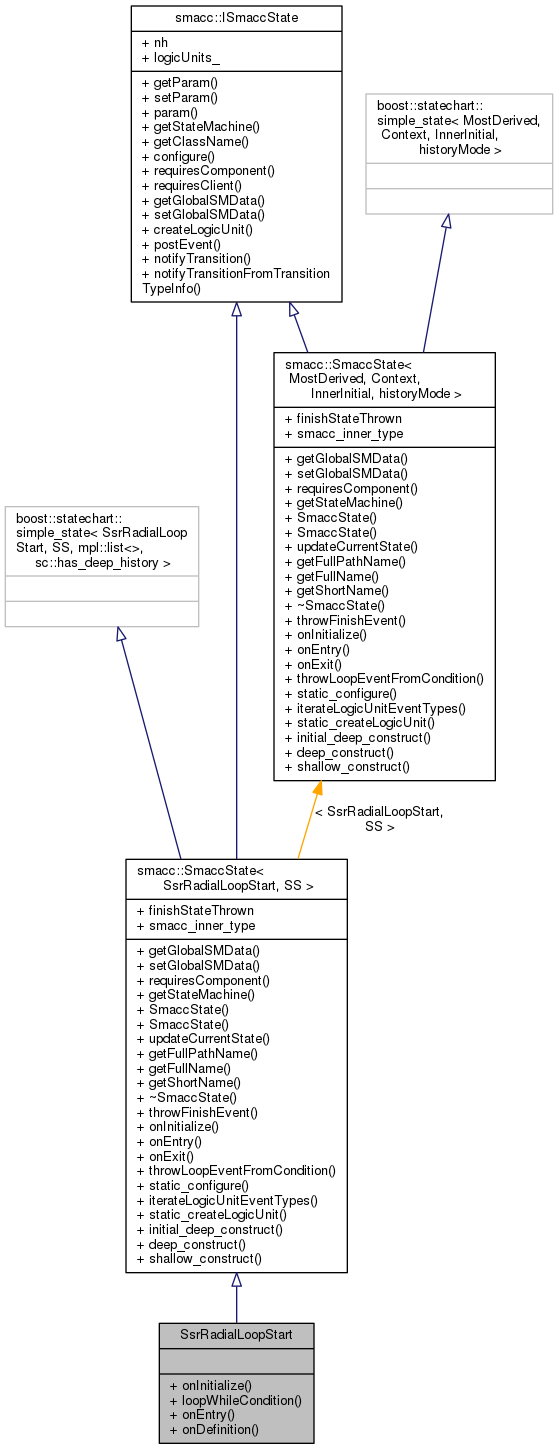 smacc::ISmaccState
+ nh
+ logicUnits_
+ getParam()
+ setParam()
+ param()
+ getStateMachine()
+ getClassName()
+ configure()
+ requiresComponent()
+ requiresClient()
+ getGlobalSMData()
+ setGlobalSMData()
+ createLogicUnit()
+ postEvent()
+ notifyTransition()
+ notifyTransitionFromTransition
TypeInfo()
boost::statechart::
simple_state< MostDerived,
Context, InnerInitial,
historyMode >
smacc::SmaccState<
MostDerived, Context,
InnerInitial, historyMode >
+ finishStateThrown
+ smacc_inner_type
+ getGlobalSMData()
+ setGlobalSMData()
+ requiresComponent()
+ getStateMachine()
+ SmaccState()
+ SmaccState()
+ updateCurrentState()
+ getFullPathName()
+ getFullName()
+ getShortName()
+ ~SmaccState()
+ throwFinishEvent()
+ onInitialize()
+ onEntry()
+ onExit()
+ throwLoopEventFromCondition()
+ static_configure()
+ iterateLogicUnitEventTypes()
+ static_createLogicUnit()
+ initial_deep_construct()
+ deep_construct()
+ shallow_construct()
boost::statechart::
simple_state< SsrRadialLoop
Start, SS, mpl::list<>,
sc::has_deep_history >
< SsrRadialLoopStart,
SS >
smacc::SmaccState<
SsrRadialLoopStart, SS >
+ finishStateThrown
+ smacc_inner_type
+ getGlobalSMData()
+ setGlobalSMData()
+ requiresComponent()
+ getStateMachine()
+ SmaccState()
+ SmaccState()
+ updateCurrentState()
+ getFullPathName()
+ getFullName()
+ getShortName()
+ ~SmaccState()
+ throwFinishEvent()
+ onInitialize()
+ onEntry()
+ onExit()
+ throwLoopEventFromCondition()
+ static_configure()
+ iterateLogicUnitEventTypes()
+ static_createLogicUnit()
+ initial_deep_construct()
+ deep_construct()
+ shallow_construct()
SsrRadialLoopStart
+ onInitialize()
+ loopWhileCondition()
+ onEntry()
+ onDefinition()